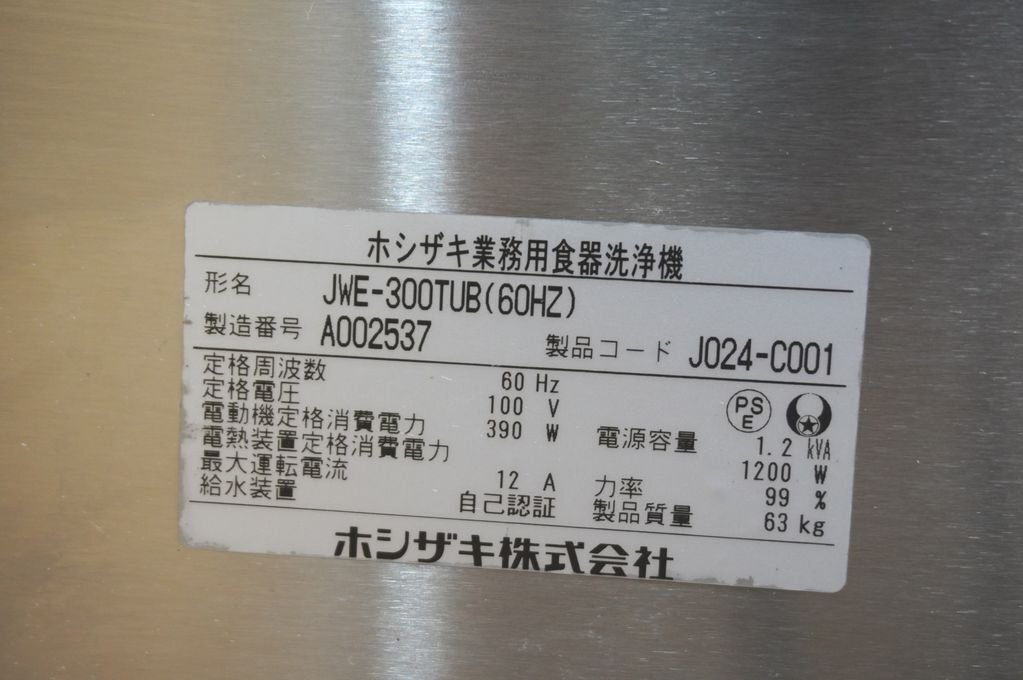 ホシザキ業務用食器洗浄機
形名 JWE-300TUB(60HZ)
製造番号 A002537 製品コード J024-C001
定格周波数 60 Hz
定格電圧 100 V
電動機定格消費電力 390 W 電源容量 1.2 kVA
電熱装置定格消費電力 1200 W
最大運転電流 12 A 力率 99 %
給水装置 自己認証 製品質量 63 kg
PS
E
ホシザキ株式会社